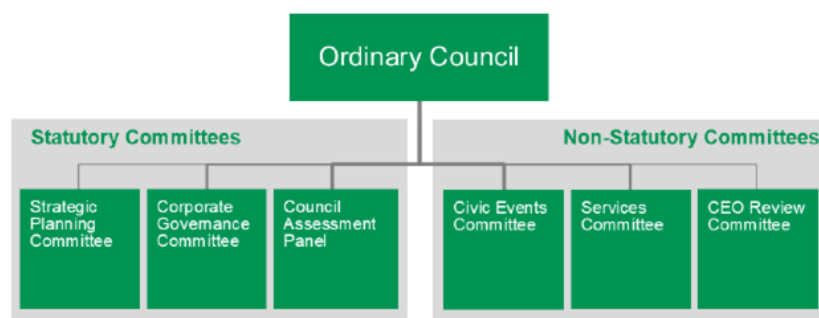 Ordinary Council
Statutory Committees
Non-Statutory Committees
Strategic
Planning
Committee
Corporate
Governance
Committee
Council
Assessment
Panel
Civic Events
Committee
Services
Committee
CEO Review
Committee